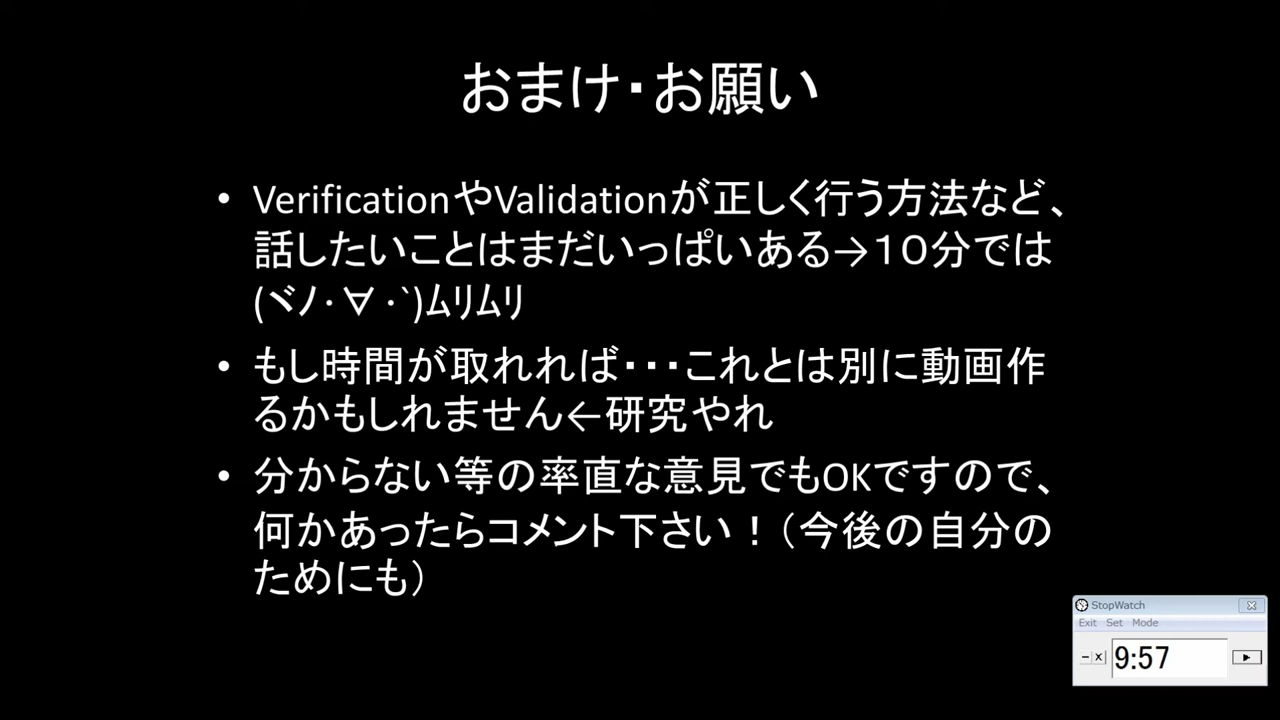 おまけ・お願い
• VerificationやValidationが正しく行う方法など、
話したいことはまだいっぱいある→１０分では
(ヾノ・∀・`)ﾑﾘﾑﾘ
• もし時間が取れれば・・・これとは別に動画作
るかもしれません←研究やれ
• 分からない等の率直な意見でもOKですので、
何かあったらコメント下さい！（今後の自分の
ためにも）
StopWatch
Exit Set Mode
9:57